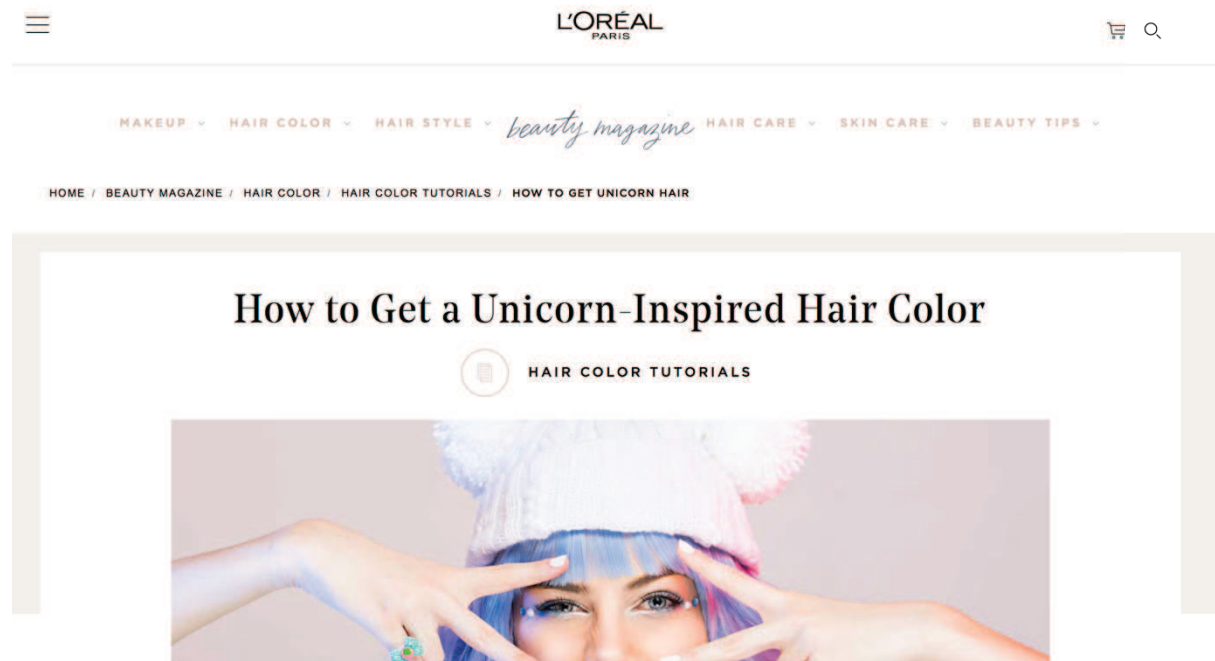 L'ORÉAL
PARIS
MAKEUP HAIR COLOR HAIR STYLE beauty magazine HAIR CARE SKIN CARE BEAUTY TIPS
HOME / BEAUTY MAGAZINE / HAIR COLOR / HAIR COLOR TUTORIALS / HOW TO GET UNICORN HAIR
How to Get a Unicorn-Inspired Hair Color
HAIR COLOR TUTORIALS